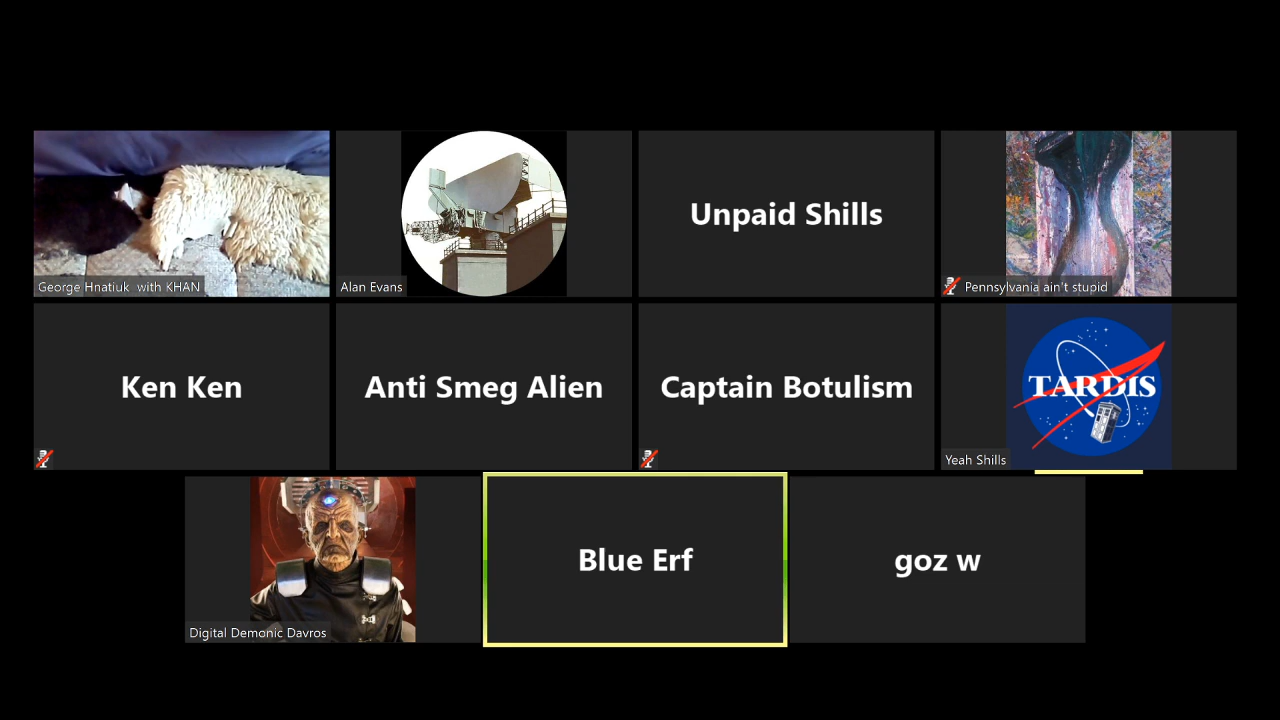 George Hnatiuk with KHAN
Alan Evans
Unpaid Shills
Pennsylvania ain't stupid
Ken Ken
Anti Smeg Alien
Captain Botulism
TARDIS
Yeah Shills
Digital Demonic Davros
Blue Erf
goz w